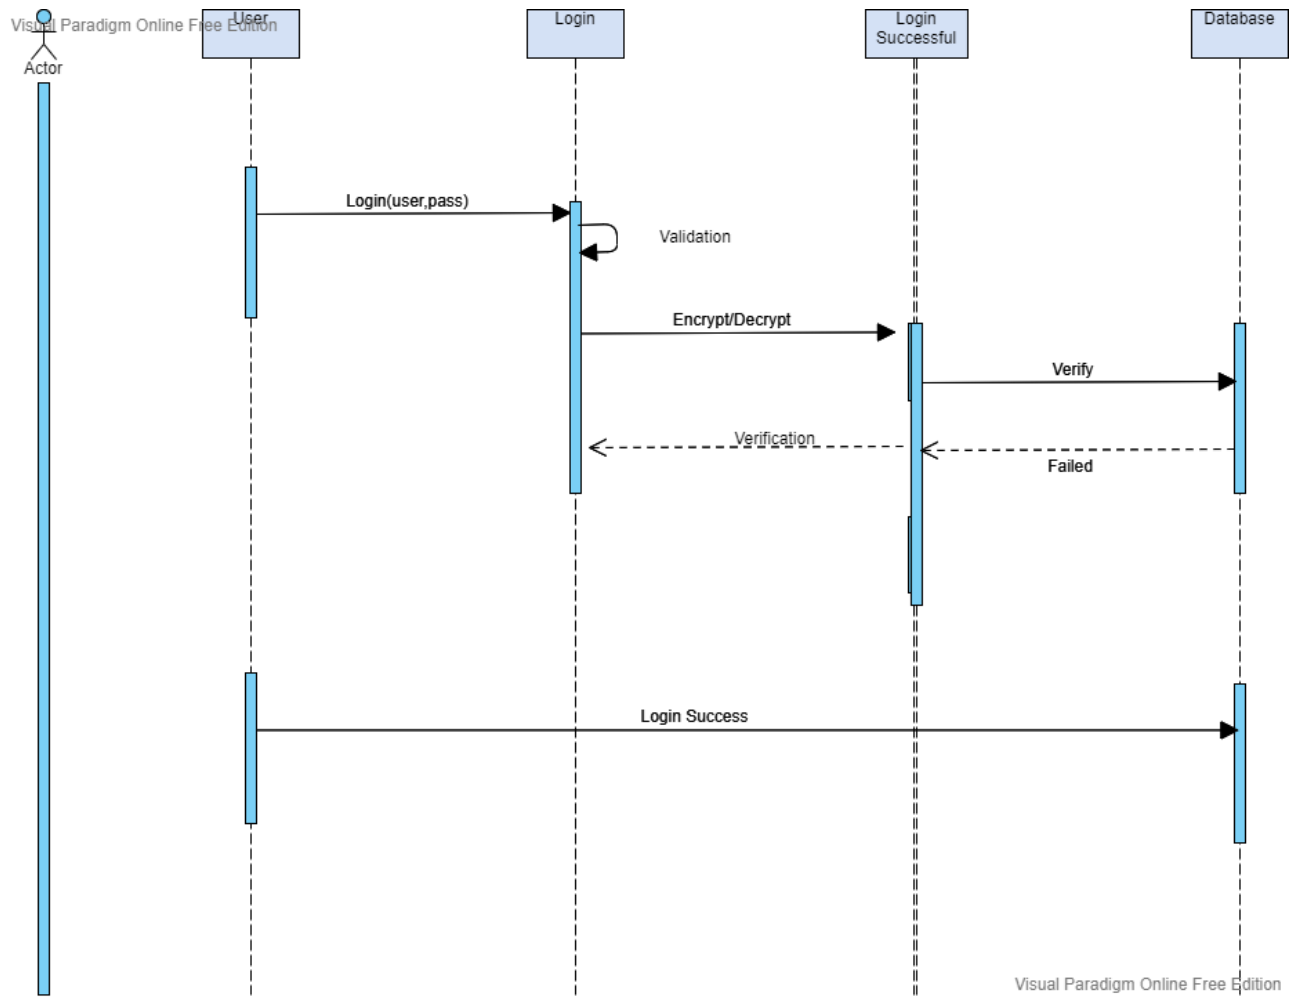 Visual Paradigm Online Free Edition
Actor
User
Login
Login
Successful
Database
Login(user,pass)
Validation
Encrypt/Decrypt
Verify
Verification
Failed
Login Success
Visual Paradigm Online Free Edition